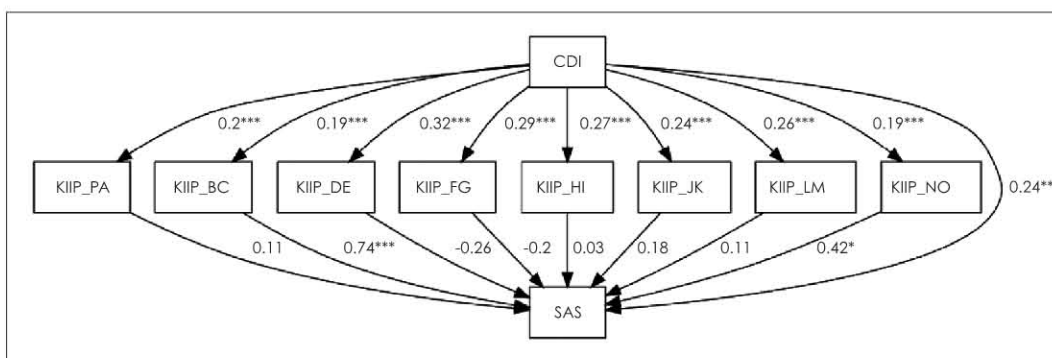 CDI
0.2*** 0.19*** 0.32*** 0.29*** 0.27*** 0.24*** 0.26*** 0.19***
KIIP_PA KIIP_BC KIIP_DE KIIP_FG KIIP_HI KIIP_JK KIIP_LM KIIP_NO 0.24**
0.11 0.74*** -0.26 -0.2 0.03 0.18 0.11 0.42*
SAS